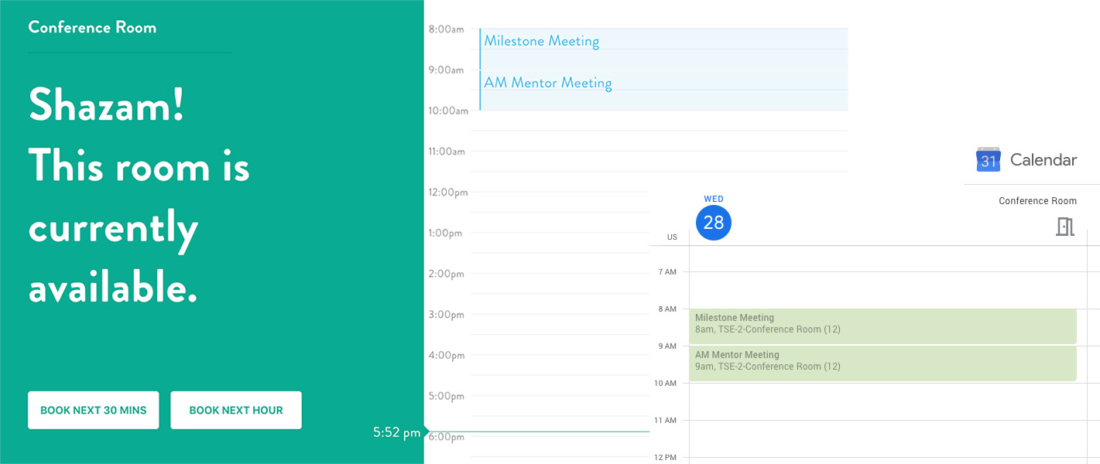 Conference Room
Shazam!
This room is
currently
available.
BOOK NEXT 30 MINS
BOOK NEXT HOUR
5:52 pm
8:00am
Milestone Meeting
9:00am
AM Mentor Meeting
10:00am
11:00am
12:00pm
1:00pm
2:00pm
3:00pm
4:00pm
5:00pm
6:00pm
31 Calendar
Conference Room
WED
28
US
7 AM
8 AM
Milestone Meeting
8am, TSE-2-Conference Room (12)
9 AM
AM Mentor Meeting
9am, TSE-2-Conference Room (12)
10 AM
11 AM
12 PM